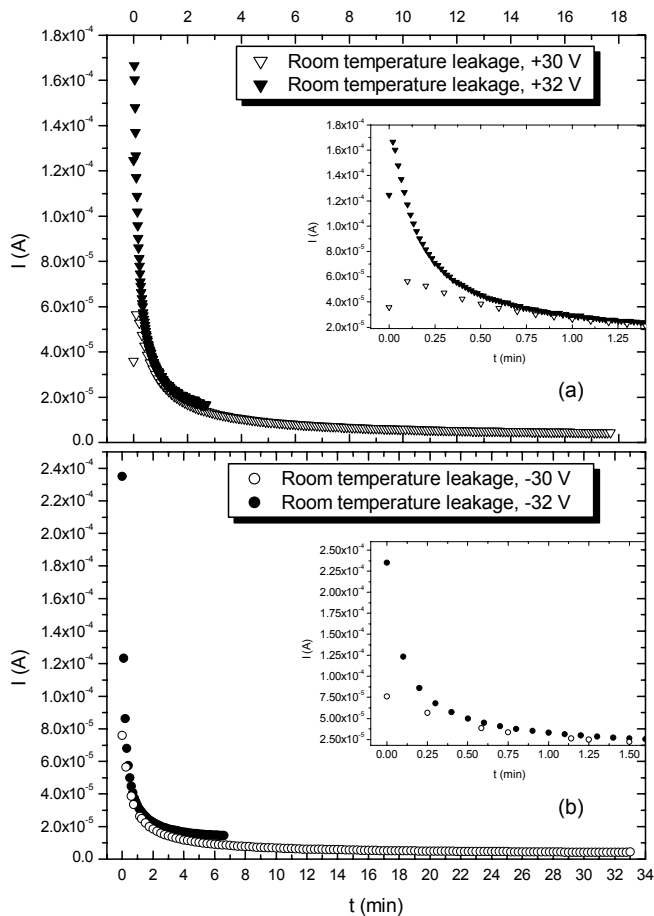 0 2 4 6 8 10 12 14 16 18
1.8x10⁻⁴
1.6x10⁻⁴
1.4x10⁻⁴
1.2x10⁻⁴
1.0x10⁻⁴
8.0x10⁻⁵
6.0x10⁻⁵
4.0x10⁻⁵
2.0x10⁻⁵
0.0
I (A)
Room temperature leakage, +30 V
Room temperature leakage, +32 V
1.8x10⁻⁴
1.6x10⁻⁴
1.4x10⁻⁴
1.2x10⁻⁴
1.0x10⁻⁴
8.0x10⁻⁵
6.0x10⁻⁵
4.0x10⁻⁵
2.0x10⁻⁵
I (A)
0.00 0.25 0.50 0.75 1.00 1.25
t (min)
(a)
0 2 4 6 8 10 12 14 16 18
2.4x10⁻⁴
2.2x10⁻⁴
2.0x10⁻⁴
1.8x10⁻⁴
1.6x10⁻⁴
1.4x10⁻⁴
1.2x10⁻⁴
1.0x10⁻⁴
8.0x10⁻⁵
6.0x10⁻⁵
4.0x10⁻⁵
2.0x10⁻⁵
0.0
I (A)
Room temperature leakage, -30 V
Room temperature leakage, -32 V
2.50x10⁻⁴
2.25x10⁻⁴
2.00x10⁻⁴
1.75x10⁻⁴
1.50x10⁻⁴
1.25x10⁻⁴
1.00x10⁻⁴
7.50x10⁻⁵
5.00x10⁻⁵
2.50x10⁻⁵
I (A)
0.00 0.25 0.50 0.75 1.00 1.25 1.50
t (min)
(b)
0 2 4 6 8 10 12 14 16 18 20 22 24 26 28 30 32 34
t (min)